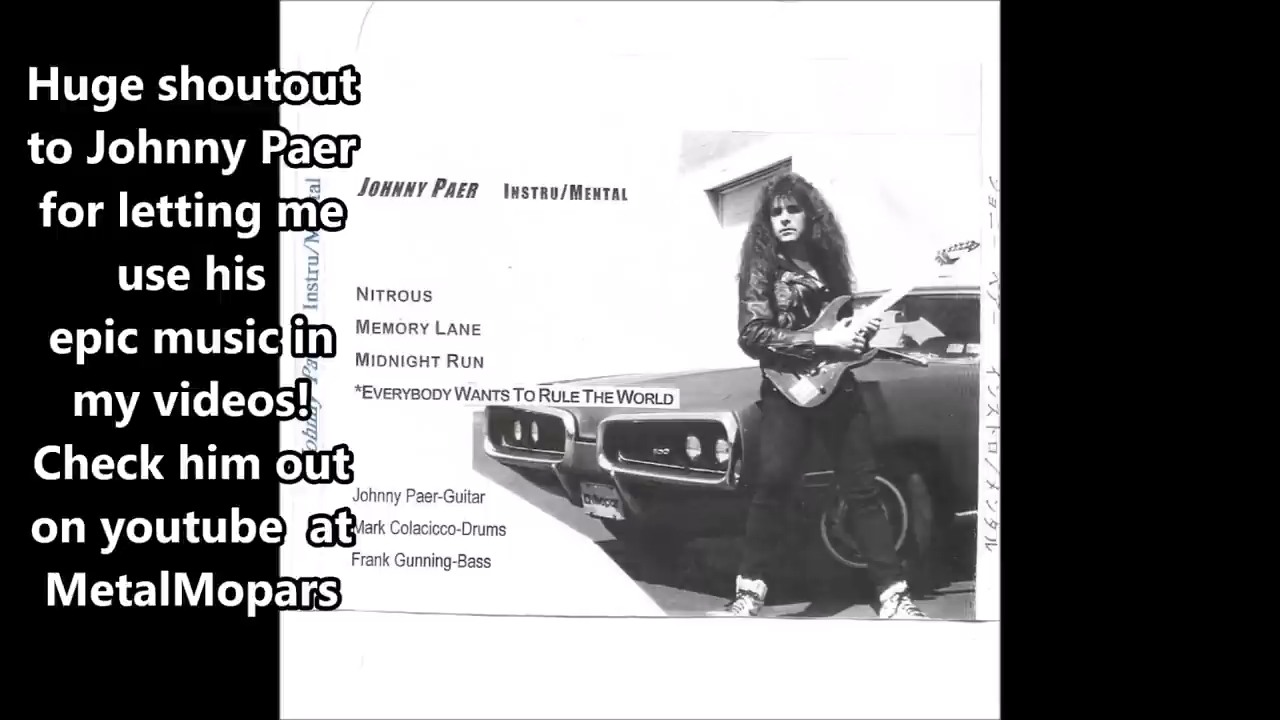 Huge shoutout
to Johnny Paer
for letting me
use his
epic music in
my videos!
Check him out
on youtube at
MetalMopars
JOHNNY PAER INSTRU/MENTAL
NITROUS
MEMORY LANE
MIDNIGHT RUN
*EVERYBODY WANTS TO RULE THE WORLD
Johnny Paer-Guitar
Mark Colacicco-Drums
Frank Gunning-Bass